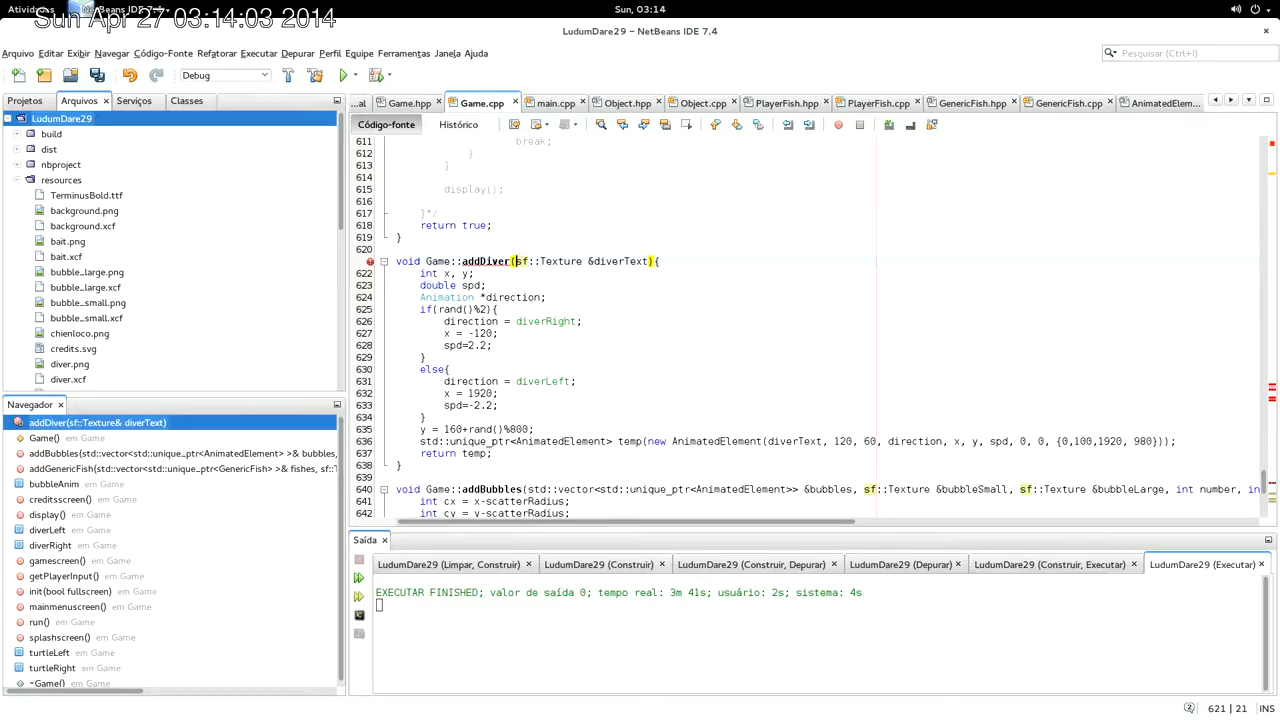 Atividades NetBeans IDE 7.4 Sun, 03:14
Sun Apr 27 03:14:03 2014
LudumDare29 – NetBeans IDE 7.4
Arquivo Editar Exibir Navegar Código-Fonte Refatorar Executar Depurar Perfil Equipe Ferramentas Janela Ajuda
Pesquisar (Ctrl+I)
Debug
Projetos Arquivos Serviços Classes
...al Game.hpp Game.cpp main.cpp Object.hpp Object.cpp PlayerFish.hpp PlayerFish.cpp GenericFish.hpp GenericFish.cpp AnimatedElem...
Código-fonte Histórico
LudumDare29
build
dist
nbproject
resources
TerminusBold.ttf
background.png
background.xcf
bait.png
bait.xcf
bubble_large.png
bubble_large.xcf
bubble_small.png
bubble_small.xcf
chienloco.png
credits.svg
diver.png
diver.xcf
611 break;
612 }
613 }
614
615 display();
616
617 }*/
618 return true;
619 }
620
void Game::addDiver(sf::Texture &diverText){
622 int x, y;
623 double spd;
624 Animation *direction;
625 if(rand()%2){
626 direction = diverRight;
627 x = -120;
628 spd=2.2;
629 }
630 else{
631 direction = diverLeft;
632 x = 1920;
633 spd=-2.2;
634 }
635 y = 160+rand()%800;
636 std::unique_ptr<AnimatedElement> temp(new AnimatedElement(diverText, 120, 60, direction, x, y, spd, 0, 0, {0,100,1920, 980}));
637 return temp;
638 }
639
640 void Game::addBubbles(std::vector<std::unique_ptr<AnimatedElement>> &bubbles, sf::Texture &bubbleSmall, sf::Texture &bubbleLarge, int number, in
641 int cx = x-scatterRadius;
642 int cy = y-scatterRadius;
Navegador
addDiver(sf::Texture& diverText)
Game() em Game
addBubbles(std::vector<std::unique_ptr<AnimatedElement> >& bubbles,
addGenericFish(std::vector<std::unique_ptr<GenericFish> >& fishes, sf::T
bubbleAnim em Game
creditsscreen() em Game
display() em Game
diverLeft em Game
diverRight em Game
gamescreen() em Game
getPlayerInput() em Game
init(bool fullscreen) em Game
mainmenuscreen() em Game
run() em Game
splashscreen() em Game
turtleLeft em Game
turtleRight em Game
~Game() em Game
Saída
LudumDare29 (Limpar, Construir) LudumDare29 (Construir) LudumDare29 (Construir, Depurar) LudumDare29 (Depurar) LudumDare29 (Construir, Executar) LudumDare29 (Executar)
EXECUTAR FINISHED; valor de saída 0; tempo real: 3m 41s; usuário: 2s; sistema: 4s
621 | 21 INS